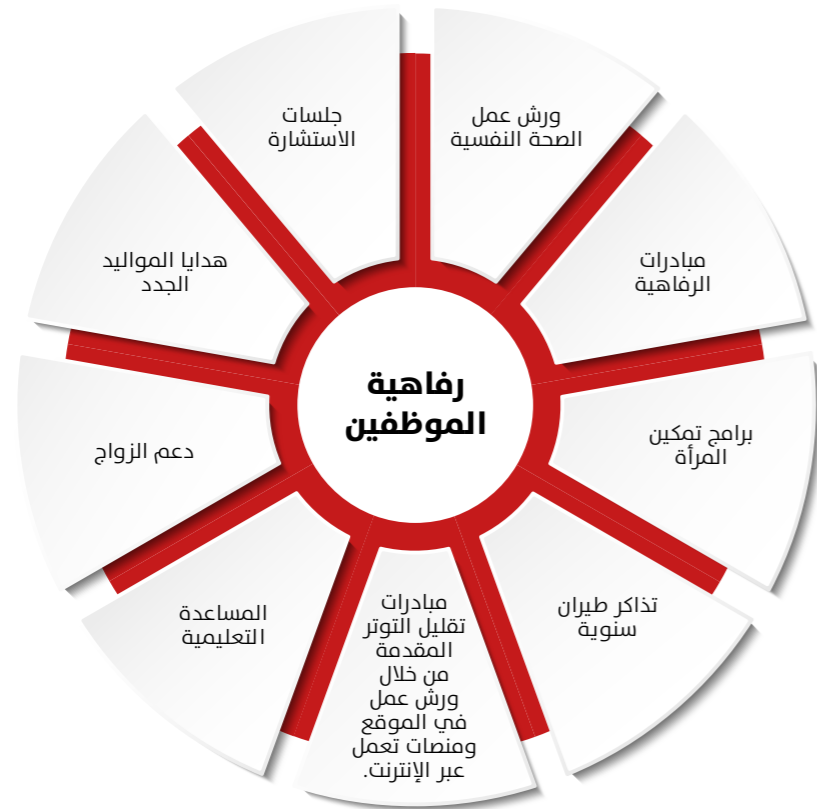 رفاهية
الموظفين
ورش عمل
الصحة النفسية
مبادرات
الرفاهية
برامج تمكين
المرأة
تذاكر طيران
سنوية
مبادرات
تقليل التوتر
المقدمة
من خلال
ورش عمل
في الموقع
ومنصات تعمل
عبر الإنترنت.
المساعدة
التعليمية
دعم الزواج
هدايا المواليد
الجدد
جلسات
الاستشارة